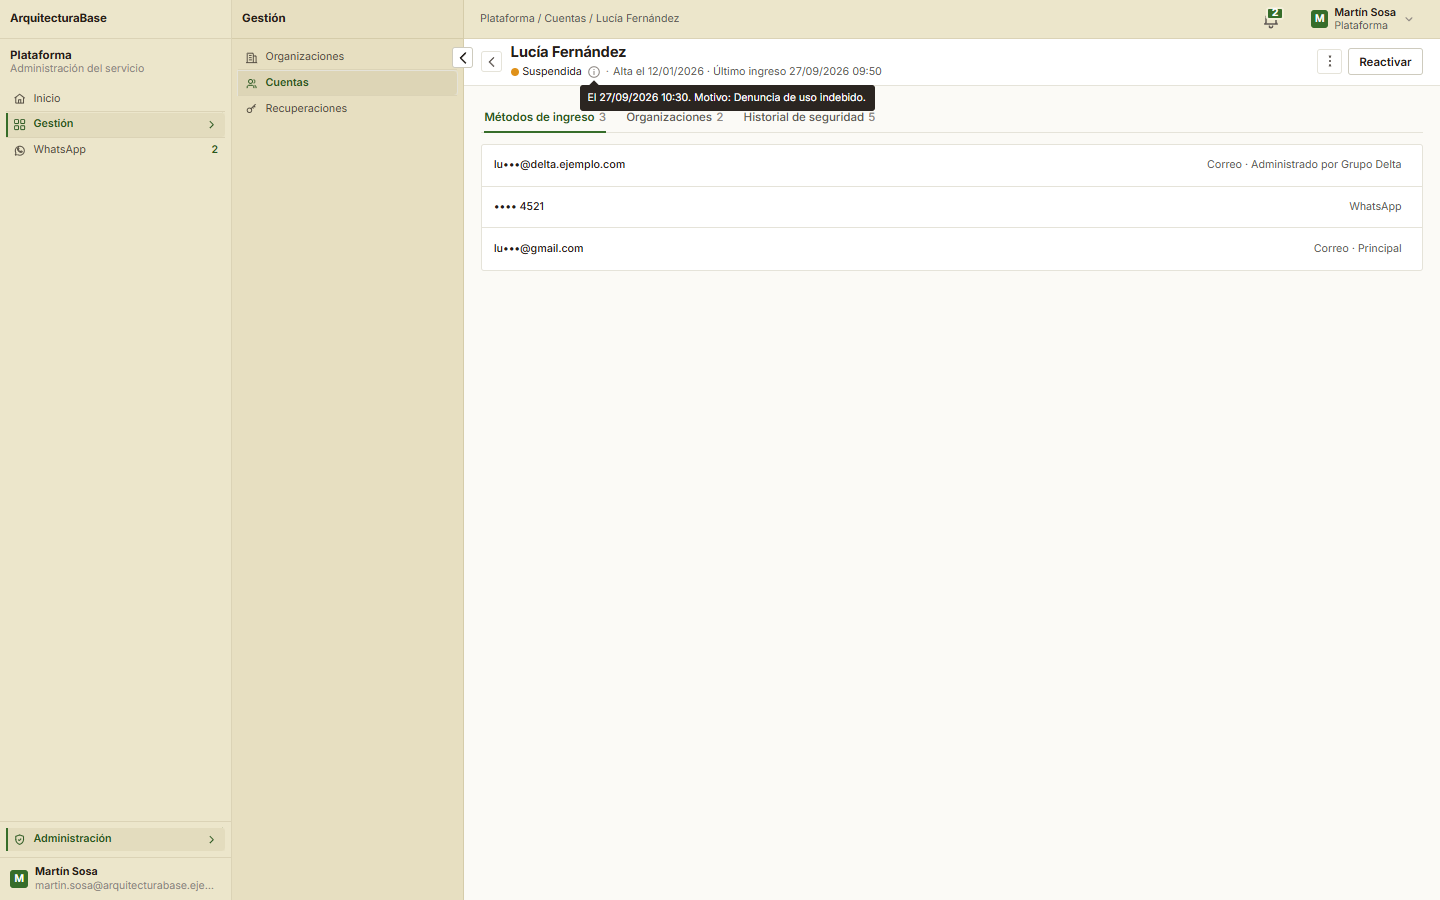 ArquitecturaBase
Plataforma
Administración del servicio
Inicio
Gestión
WhatsApp 2
Administración
M Martín Sosa
martin.sosa@arquitecturabase.eje...
Gestión
Organizaciones
Cuentas
Recuperaciones
Plataforma / Cuentas / Lucía Fernández
2
M Martín Sosa
Plataforma
Lucía Fernández
Suspendida · Alta el 12/01/2026 · Último ingreso 27/09/2026 09:50
Reactivar
El 27/09/2026 10:30. Motivo: Denuncia de uso indebido.
Métodos de ingreso 3 Organizaciones 2 Historial de seguridad 5
lu•••@delta.ejemplo.com Correo · Administrado por Grupo Delta
•••• 4521 WhatsApp
lu•••@gmail.com Correo · Principal